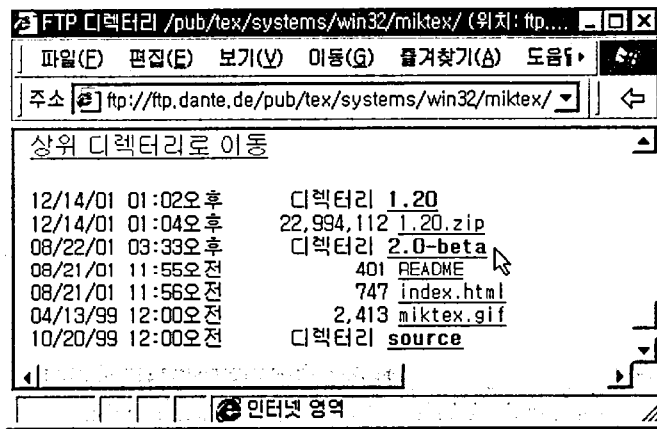 FTP 디렉터리 /pub/tex/systems/win32/miktex/ (위치: ftp....
파일(F) 편집(E) 보기(V) 이동(G) 즐겨찾기(A)
주소 ftp://ftp.dante.de/pub/tex/systems/win32/miktex/
상위 디렉터리로 이동
12/14/01 01:02오후 디렉터리 1.20
12/14/01 01:04오후 22,994,112 1.20.zip
08/22/01 03:33오후 디렉터리 2.0-beta
08/21/01 11:55오전 401 README
08/21/01 11:56오전 747 index.html
04/13/99 12:00오전 2,413 miktex.gif
10/20/99 12:00오전 디렉터리 source
인터넷 영역